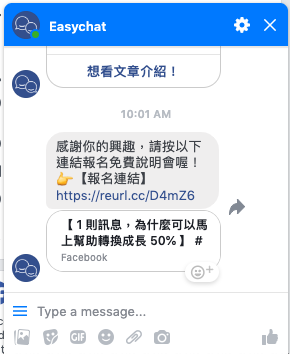 Easychat
想看文章介紹！
10:01 AM
感謝你的興趣，請按以下
連結報名免費說明會喔！
👉【報名連結】
https://reurl.cc/D4mZ6
【 1 則訊息，為什麼可以馬
上幫助轉換成長 50% 】 #
Facebook
Type a message...
GIF